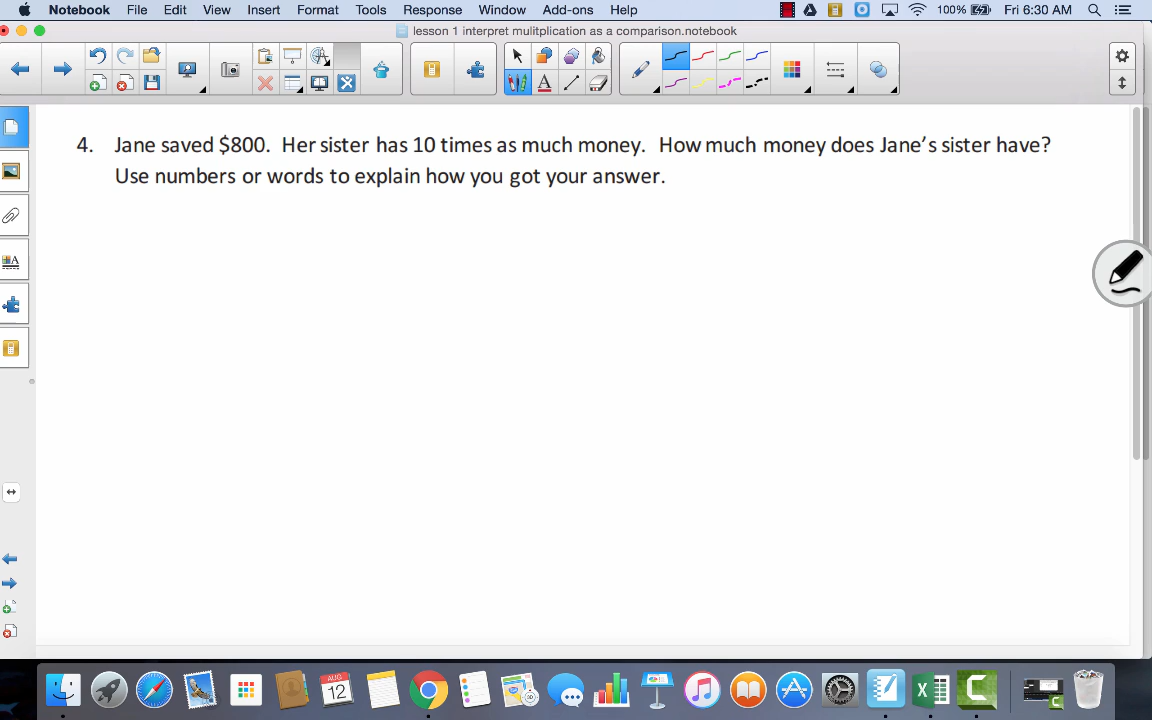 Notebook File Edit View Insert Format Tools Response Window Add-ons Help 100% Fri 6:30 AM
lesson 1 interpret mulitplication as a comparison.notebook
4. Jane saved $800. Her sister has 10 times as much money. How much money does Jane's sister have?
Use numbers or words to explain how you got your answer.
AUG
12